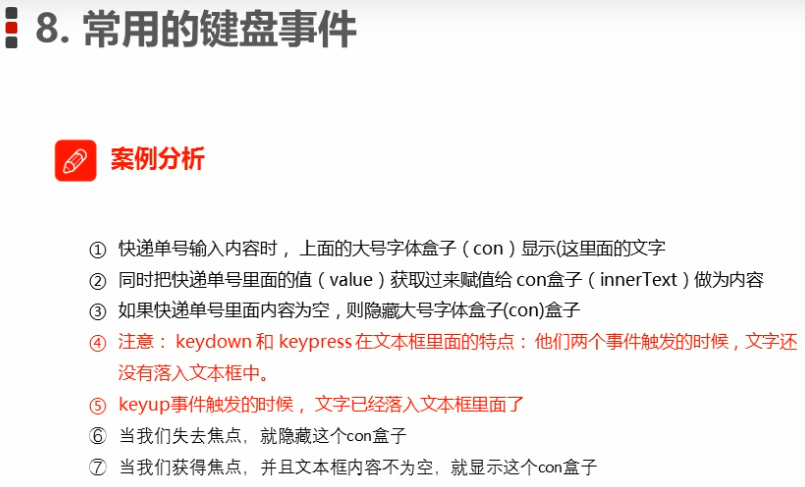 8. 常用的键盘事件
案例分析
① 快递单号输入内容时，上面的大号字体盒子（con）显示(这里面的文字
② 同时把快递单号里面的值（value）获取过来赋值给 con盒子（innerText）做为内容
③ 如果快递单号里面内容为空，则隐藏大号字体盒子(con)盒子
④ 注意：keydown 和 keypress 在文本框里面的特点：他们两个事件触发的时候，文字还
没有落入文本框中。
⑤ keyup事件触发的时候，文字已经落入文本框里面了
⑥ 当我们失去焦点，就隐藏这个con盒子
⑦ 当我们获得焦点，并且文本框内容不为空，就显示这个con盒子